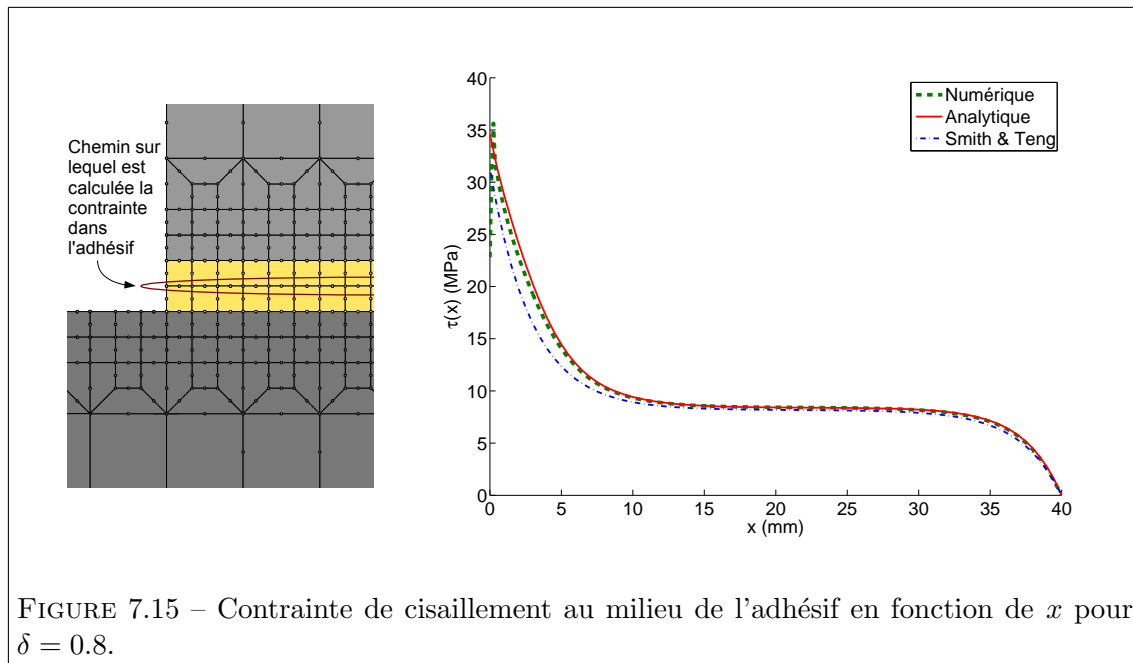 Chemin sur
lequel est
calculée la
contrainte
dans
l'adhésif
40
35
30
25
20
15
10
5
0
τ(x) (MPa)
0 5 10 15 20 25 30 35 40
x (mm)
Numérique
Analytique
Smith & Teng
FIGURE 7.15 – Contrainte de cisaillement au milieu de l'adhésif en fonction de x pour
δ = 0.8.